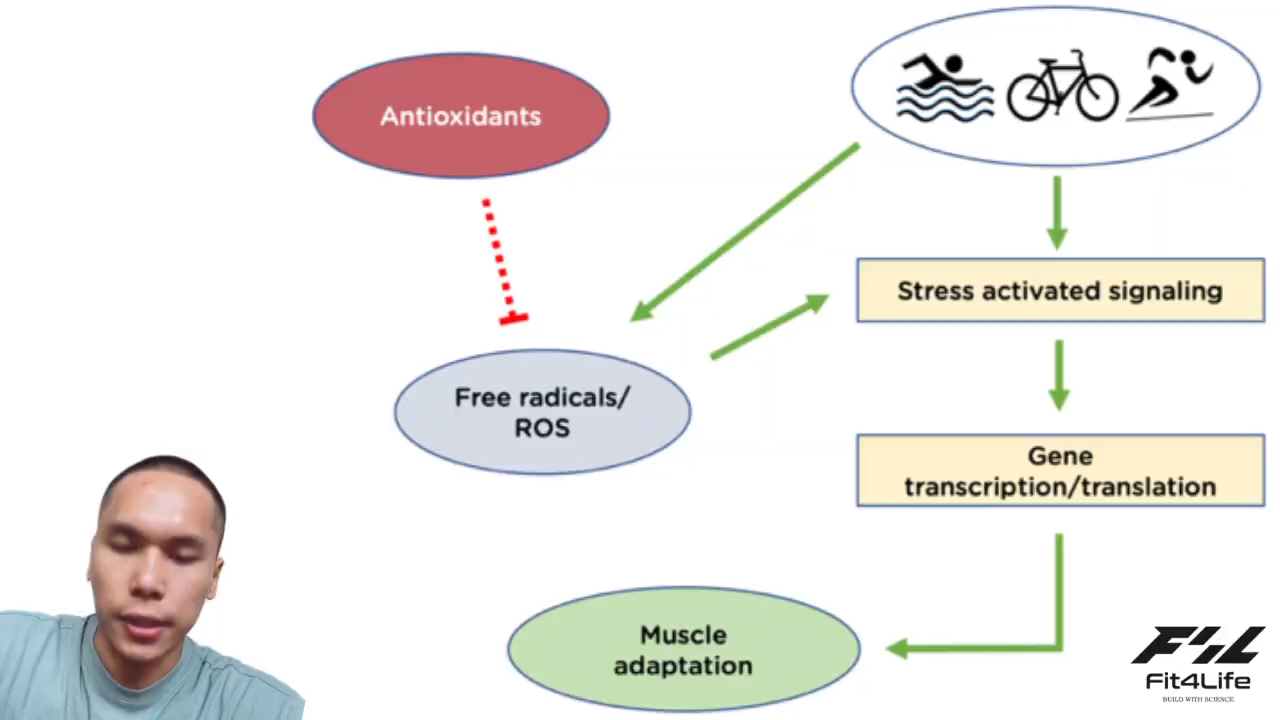 Antioxidants
Stress activated signaling
Free radicals/
ROS
Gene
transcription/translation
Muscle
adaptation
F4L
Fit4Life
BUILD WITH SCIENCE